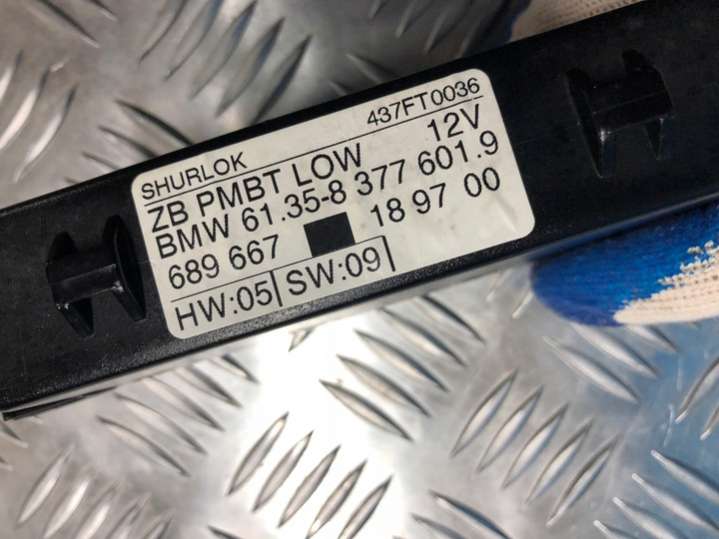 SHURLOK 437FT0036
ZB PMBT LOW 12V
BMW 61.35-8 377 601.9
689 667 18 97 00
HW:05 SW:09